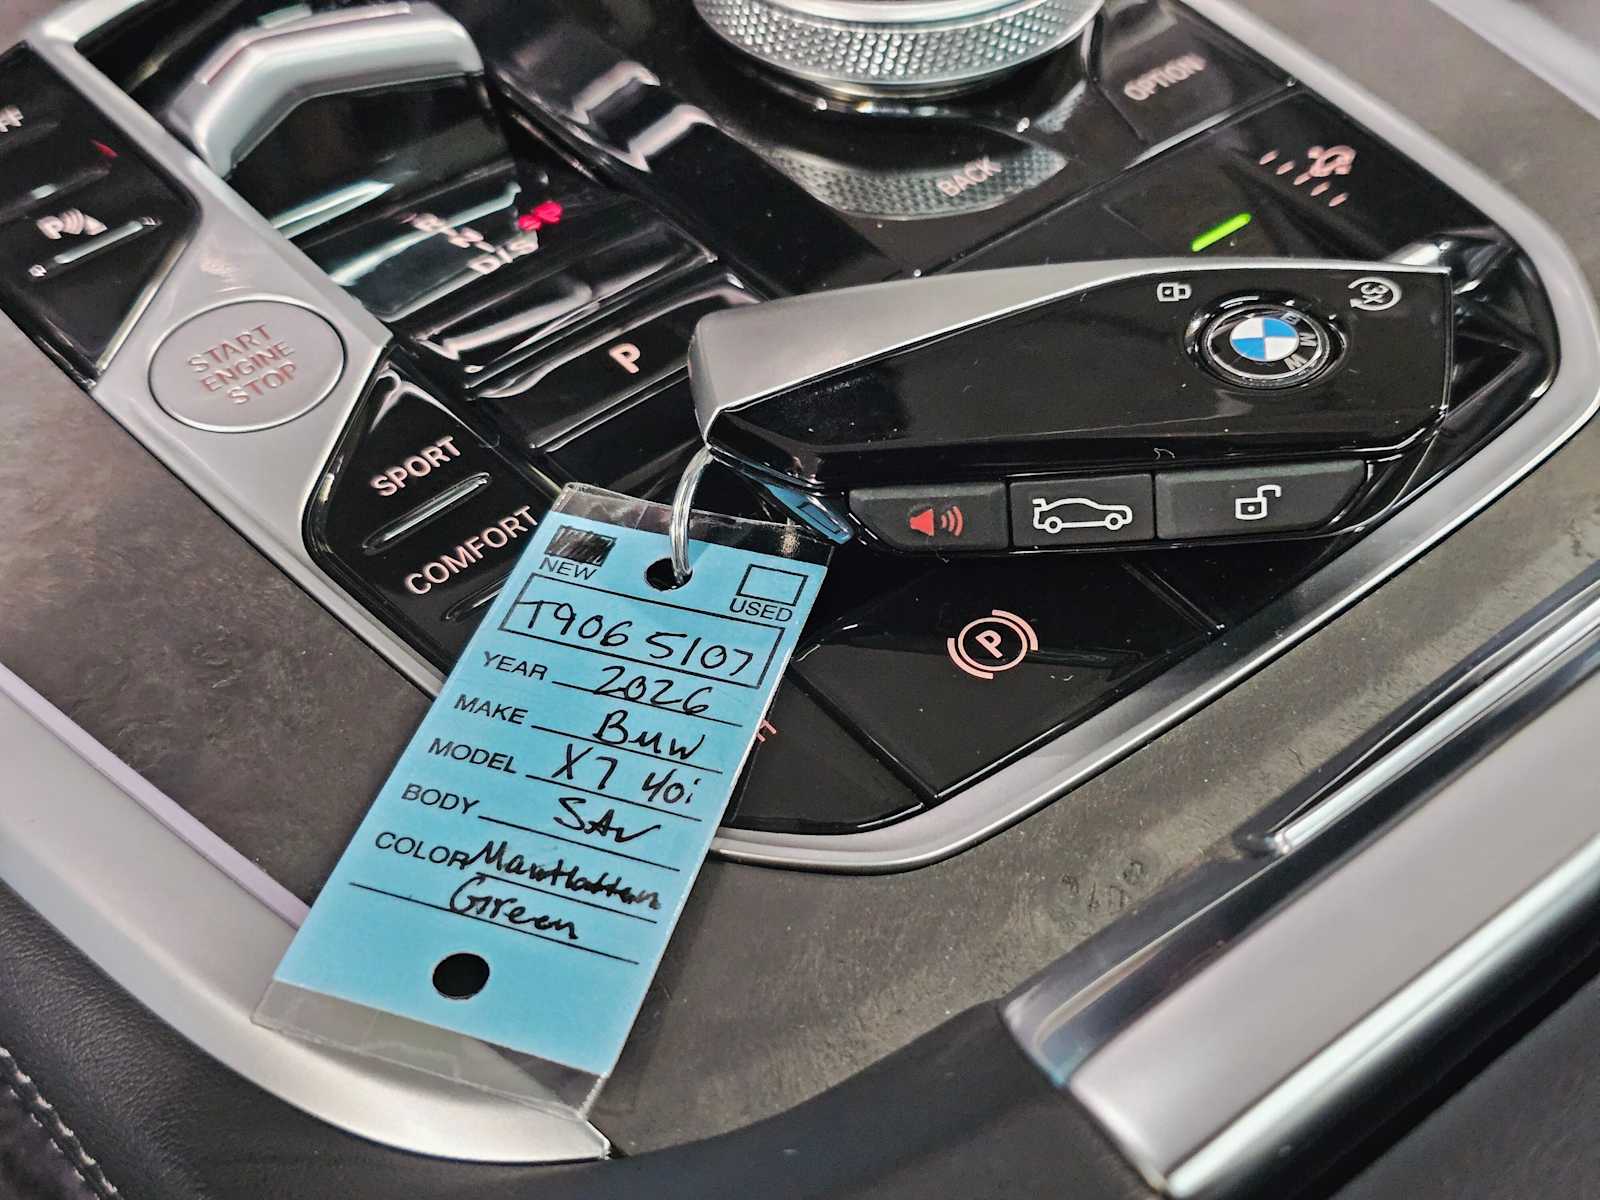 OPTION
BACK
P
R
N
D/S
P
START
ENGINE
STOP
SPORT
COMFORT
3x
BMW
P
NEW
USED
T906 5107
YEAR 2026
MAKE Bmw
MODEL X7 40i
BODY SAV
COLOR Manhattan
Green